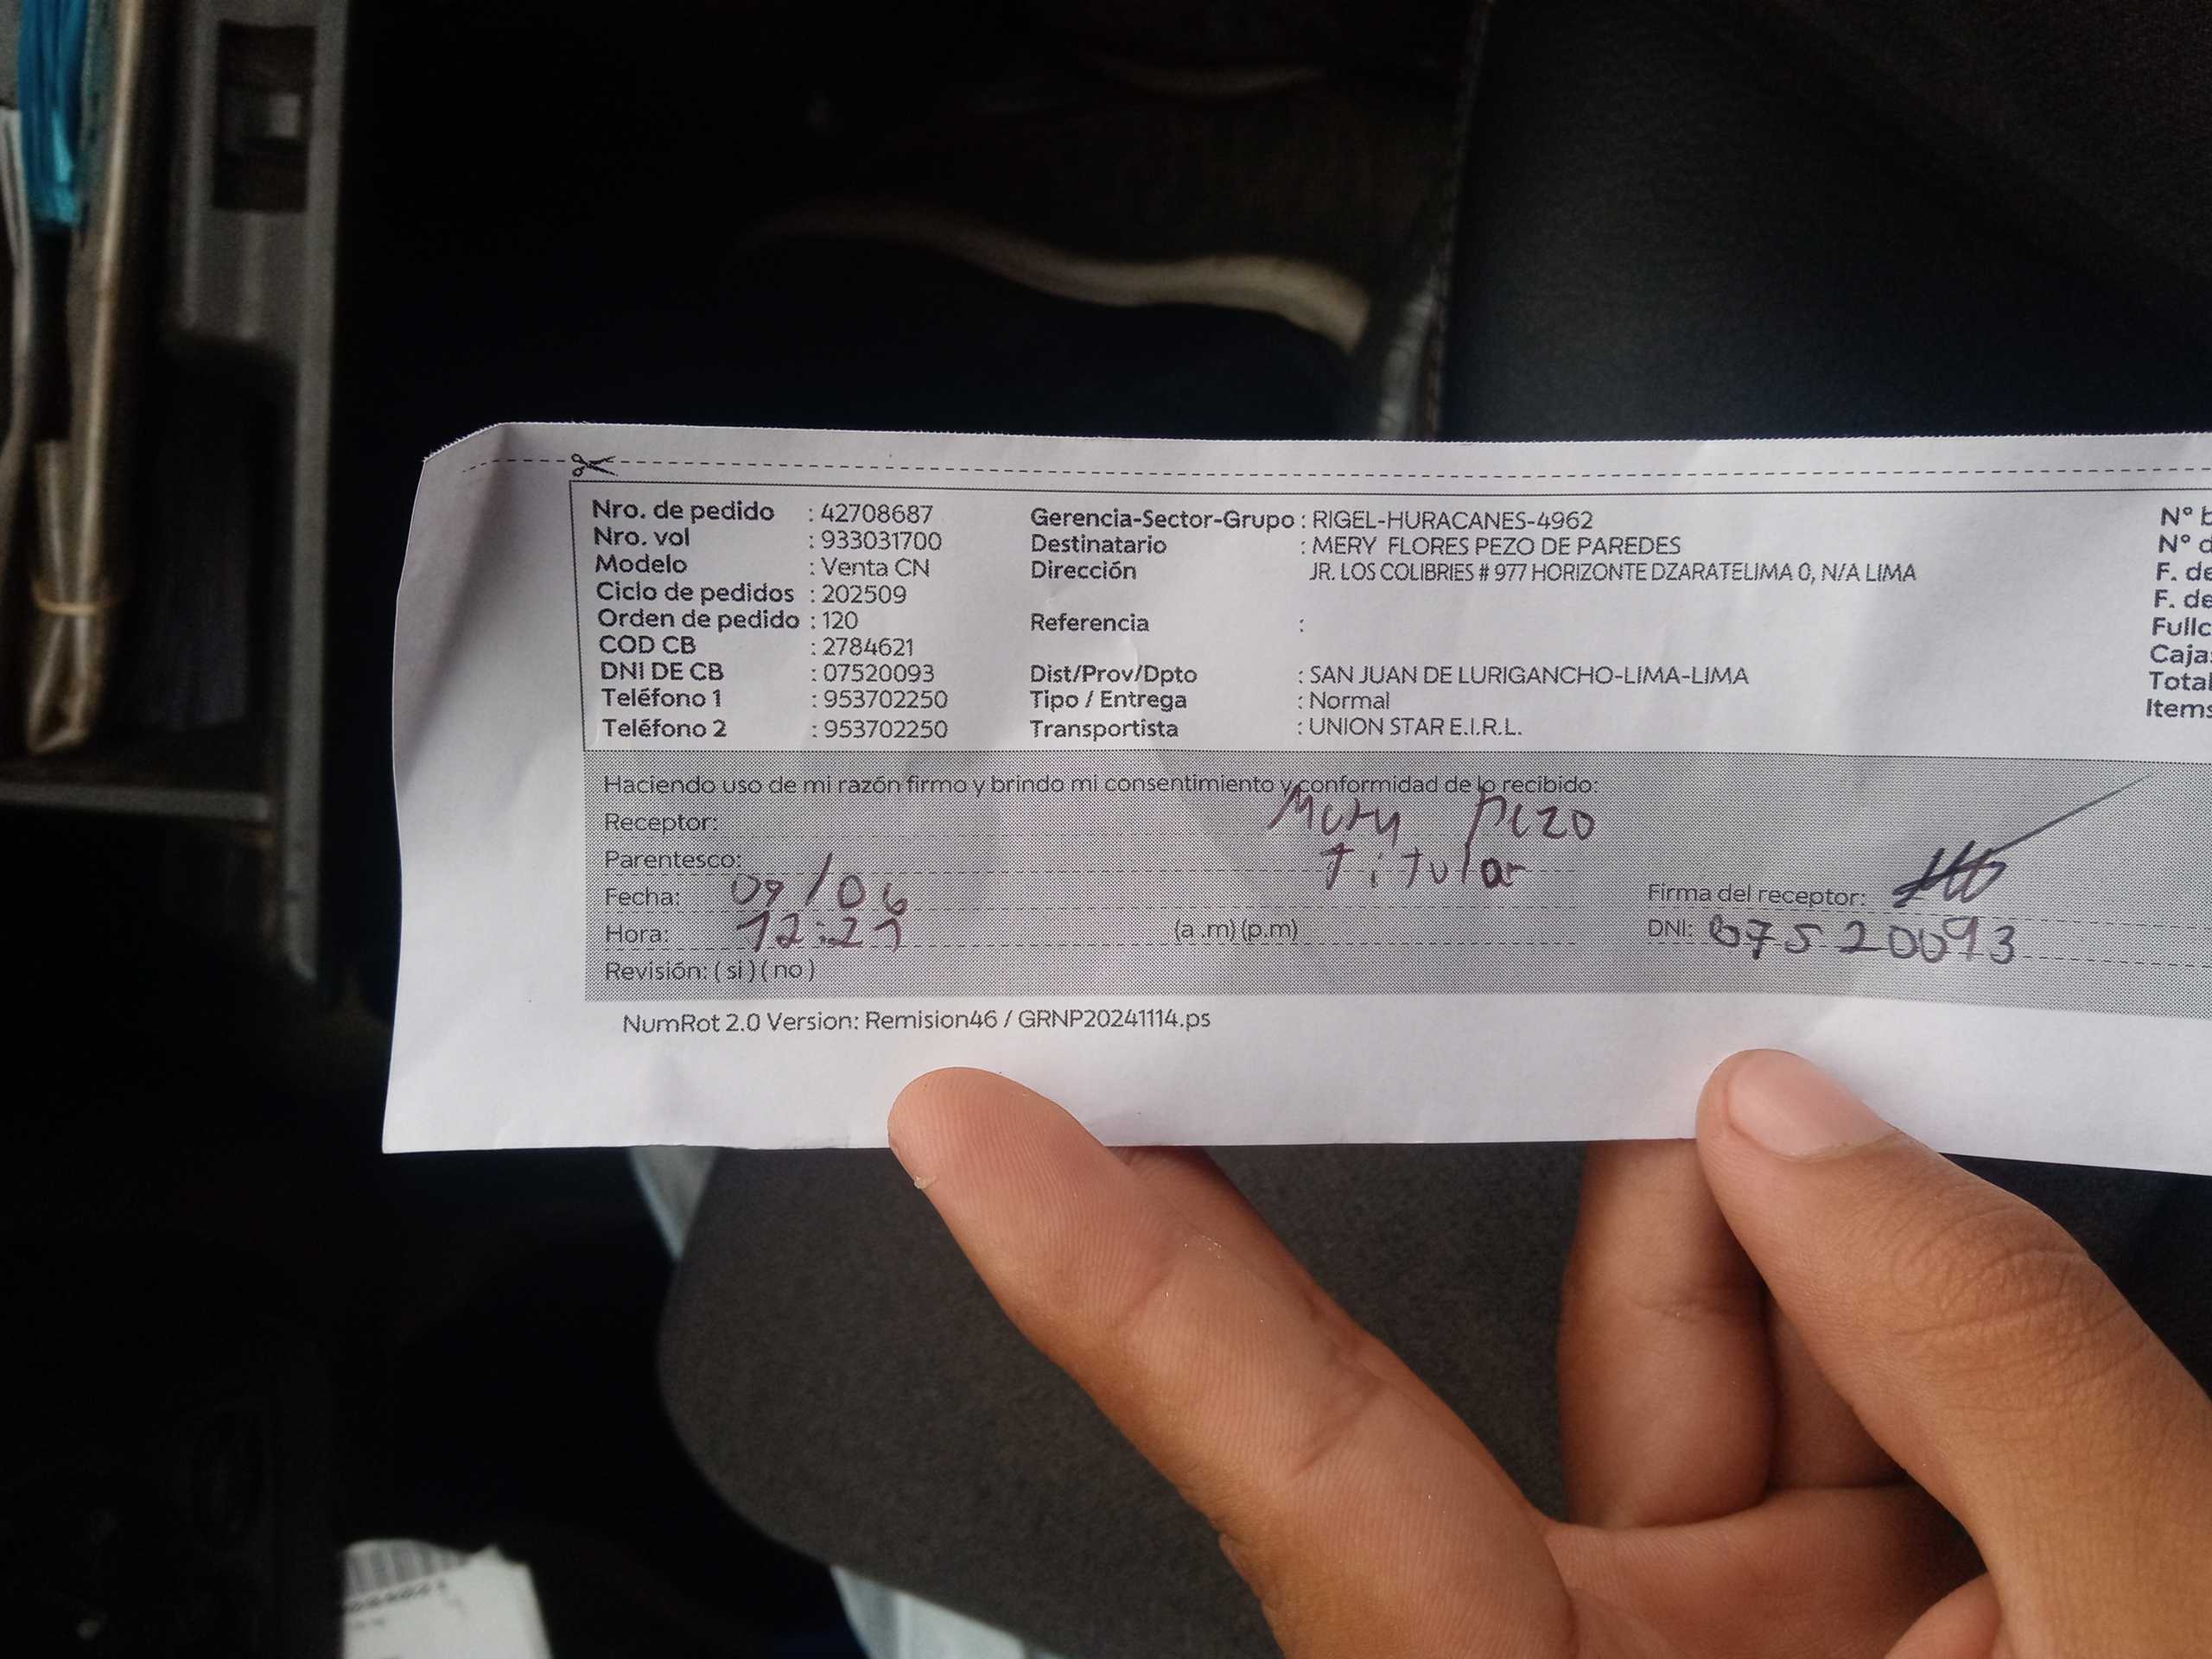 Nro. de pedido : 42708687
Nro. vol : 933031700
Modelo : Venta CN
Ciclo de pedidos : 202509
Orden de pedido : 120
COD CB : 2784621
DNI DE CB : 07520093
Teléfono 1 : 953702250
Teléfono 2 : 953702250
Gerencia-Sector-Grupo : RIGEL-HURACANES-4962
Destinatario : MERY FLORES PEZO DE PAREDES
Dirección JR. LOS COLIBRIES # 977 HORIZONTE DZARATELIMA 0, N/A LIMA
Referencia :
Dist/Prov/Dpto : SAN JUAN DE LURIGANCHO-LIMA-LIMA
Tipo / Entrega : Normal
Transportista : UNION STAR E.I.R.L.
N°
N°
F. de
F. de
Fullc
Cajas
Total
Items
Haciendo uso de mi razón firmo y brindo mi consentimiento y conformidad de lo recibido:
Receptor: Mery Pezo
Parentesco: Titular
Fecha: 09/06
Hora: 12:21 (a .m) (p.m)
Revisión: ( si ) ( no )
Firma del receptor:
DNI: 07520093
NumRot 2.0 Version: Remision46 / GRNP20241114.ps